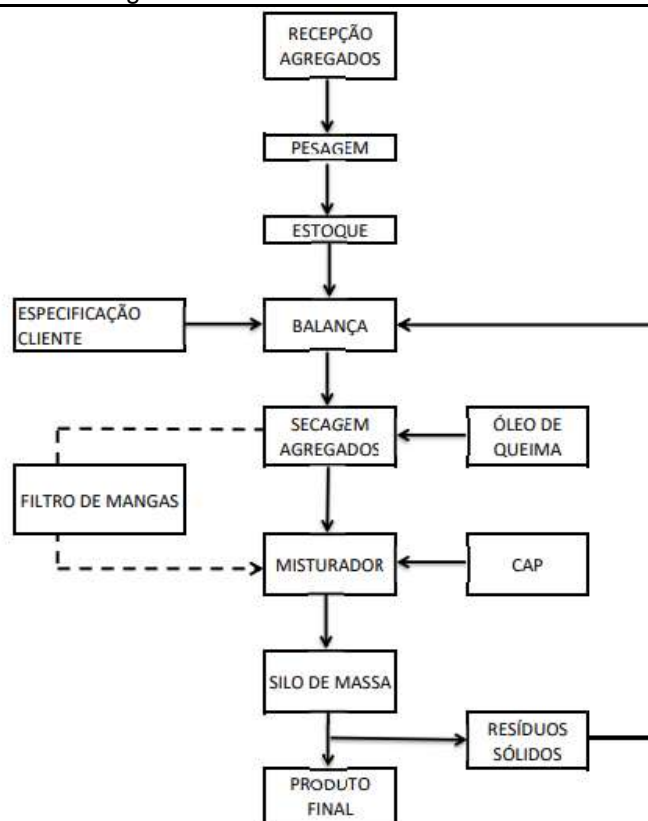 RECEPÇÃO
AGREGADOS
PESAGEM
ESTOQUE
ESPECIFICAÇÃO
CLIENTE
BALANÇA
SECAGEM
AGREGADOS
ÓLEO DE
QUEIMA
FILTRO DE MANGAS
MISTURADOR
CAP
SILO DE MASSA
RESÍDUOS
SÓLIDOS
PRODUTO
FINAL